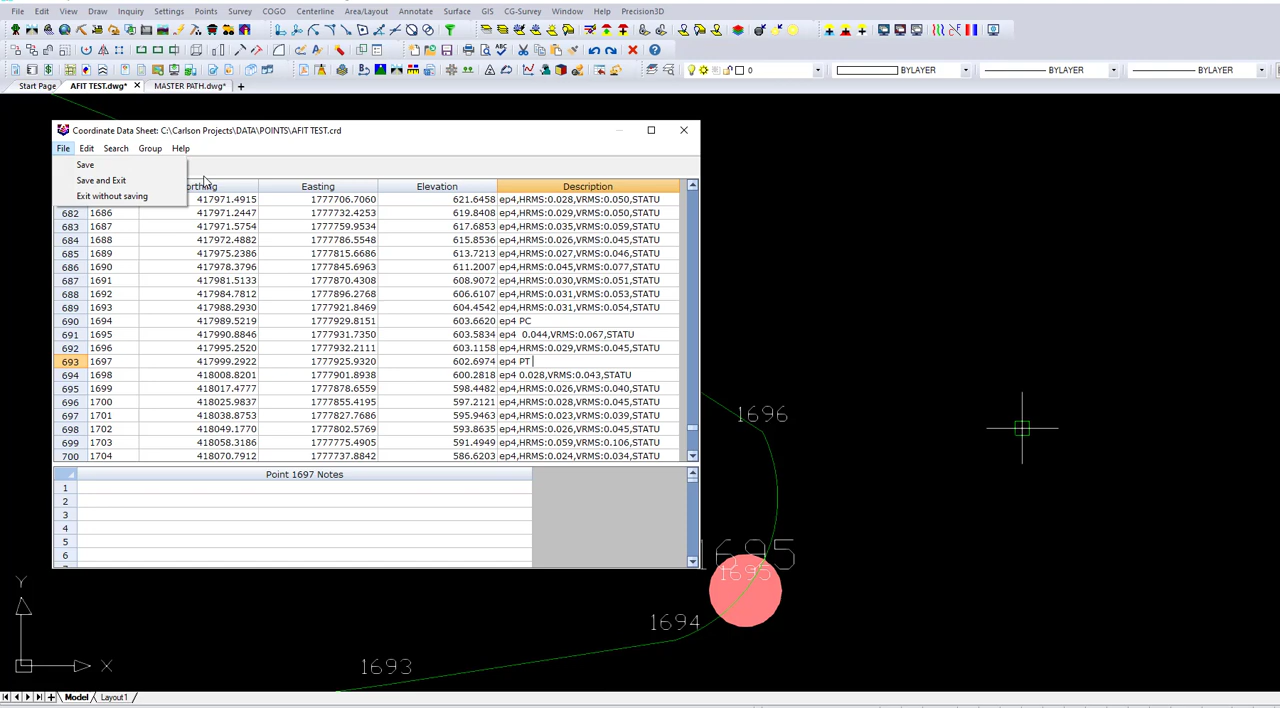 File Edit View Draw Inquiry Settings Points Survey COGO Centerline Area/Layout Annotate Surface GIS CG-Survey Window Help Precision3D
0 BYLAYER BYLAYER BYLAYER
Start Page AFIT TEST.dwg* MASTER PATH.dwg*
Coordinate Data Sheet: C:\Carlson Projects\DATA\POINTS\AFIT TEST.crd
File Edit Search Group Help
Save
Save and Exit
Exit without saving
Easting Elevation Description
417971.4915 1777706.7060 621.6458 ep4,HRMS:0.028,VRMS:0.050,STATU
682 1686 417971.2447 1777732.4253 619.8408 ep4,HRMS:0.029,VRMS:0.050,STATU
683 1687 417971.5754 1777759.9534 617.6853 ep4,HRMS:0.035,VRMS:0.059,STATU
684 1688 417972.4882 1777786.5548 615.8536 ep4,HRMS:0.026,VRMS:0.045,STATU
685 1689 417975.2386 1777815.6686 613.7213 ep4,HRMS:0.027,VRMS:0.046,STATU
686 1690 417978.3796 1777845.6963 611.2007 ep4,HRMS:0.045,VRMS:0.077,STATU
687 1691 417981.5133 1777870.4308 608.9072 ep4,HRMS:0.030,VRMS:0.051,STATU
688 1692 417984.7812 1777896.2768 606.6107 ep4,HRMS:0.031,VRMS:0.053,STATU
689 1693 417988.2930 1777921.8469 604.4542 ep4,HRMS:0.031,VRMS:0.054,STATU
690 1694 417989.5219 1777929.8151 603.6620 ep4 PC
691 1695 417990.8846 1777931.7350 603.5834 ep4  0.044,VRMS:0.067,STATU
692 1696 417995.2520 1777932.2111 603.1158 ep4,HRMS:0.029,VRMS:0.045,STATU
693 1697 417999.2922 1777925.9320 602.6974 ep4 PT
694 1698 418008.8201 1777901.8938 600.2818 ep4 0.028,VRMS:0.043,STATU
695 1699 418017.4777 1777878.6559 598.4482 ep4,HRMS:0.026,VRMS:0.040,STATU
696 1700 418025.9837 1777855.4195 597.2121 ep4,HRMS:0.028,VRMS:0.045,STATU
697 1701 418038.8753 1777827.7686 595.9463 ep4,HRMS:0.023,VRMS:0.039,STATU
698 1702 418049.1770 1777802.5769 593.8635 ep4,HRMS:0.026,VRMS:0.044,STATU
699 1703 418058.3186 1777775.4905 591.4949 ep4,HRMS:0.059,VRMS:0.106,STATU
700 1704 418070.7912 1777737.8842 586.6203 ep4,HRMS:0.024,VRMS:0.034,STATU
Point 1697 Notes
1
2
3
4
5
6
1696
1695
1695
1694
1693
Y
X
Model Layout1